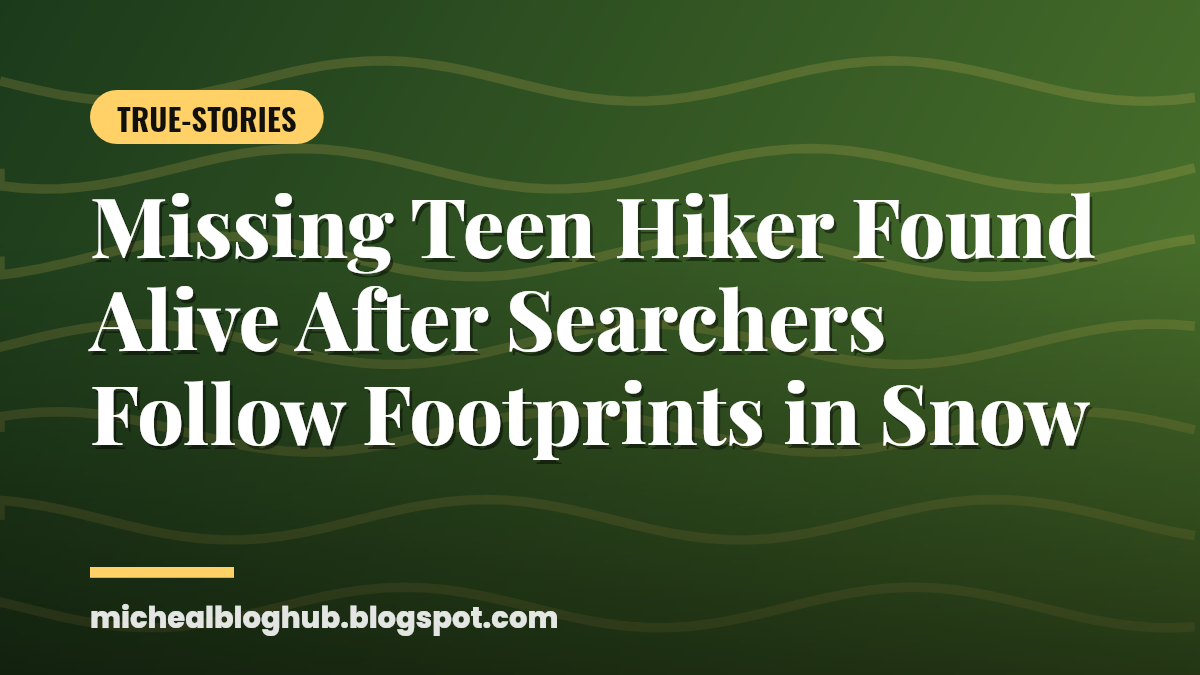 TRUE-STORIES
Missing Teen Hiker Found
Alive After Searchers
Follow Footprints in Snow
michealbloghub.blogspot.com